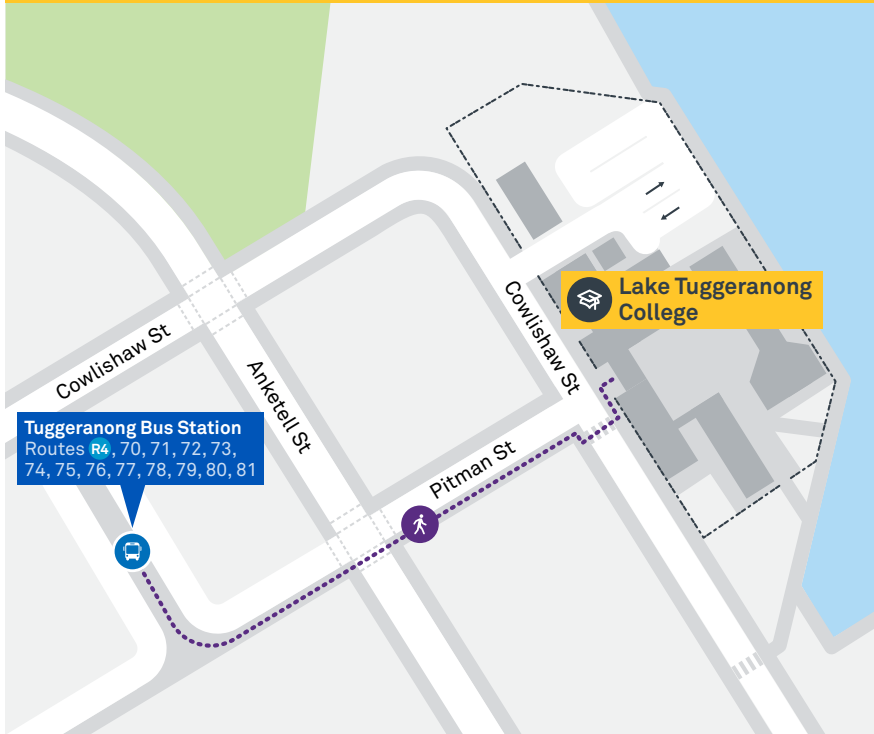 Lake Tuggeranong
College
Cowlishaw St
Cowlishaw St
Anketell St
Tuggeranong Bus Station
Routes R4, 70, 71, 72, 73,
74, 75, 76, 77, 78, 79, 80, 81
Pitman St